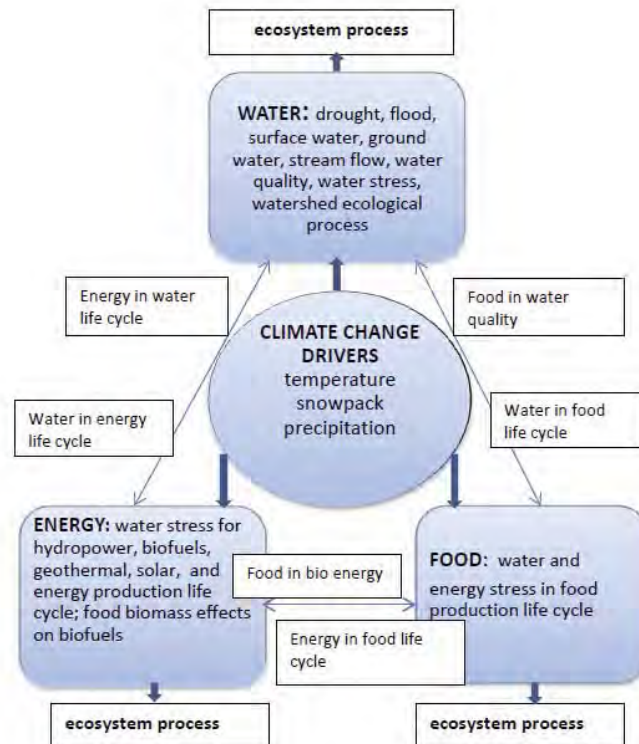 ecosystem process
WATER: drought, flood,
surface water, ground
water, stream flow, water
quality, water stress,
watershed ecological
process
Energy in water
life cycle
Food in water
quality
CLIMATE CHANGE
DRIVERS
temperature
snowpack
precipitation
Water in energy
life cycle
Water in food
life cycle
ENERGY: water stress for
hydropower, biofuels,
geothermal, solar, and
energy production life
cycle; food biomass effects
on biofuels
Food in bio energy
Energy in food life
cycle
FOOD: water and
energy stress in food
production life cycle
ecosystem process
ecosystem process